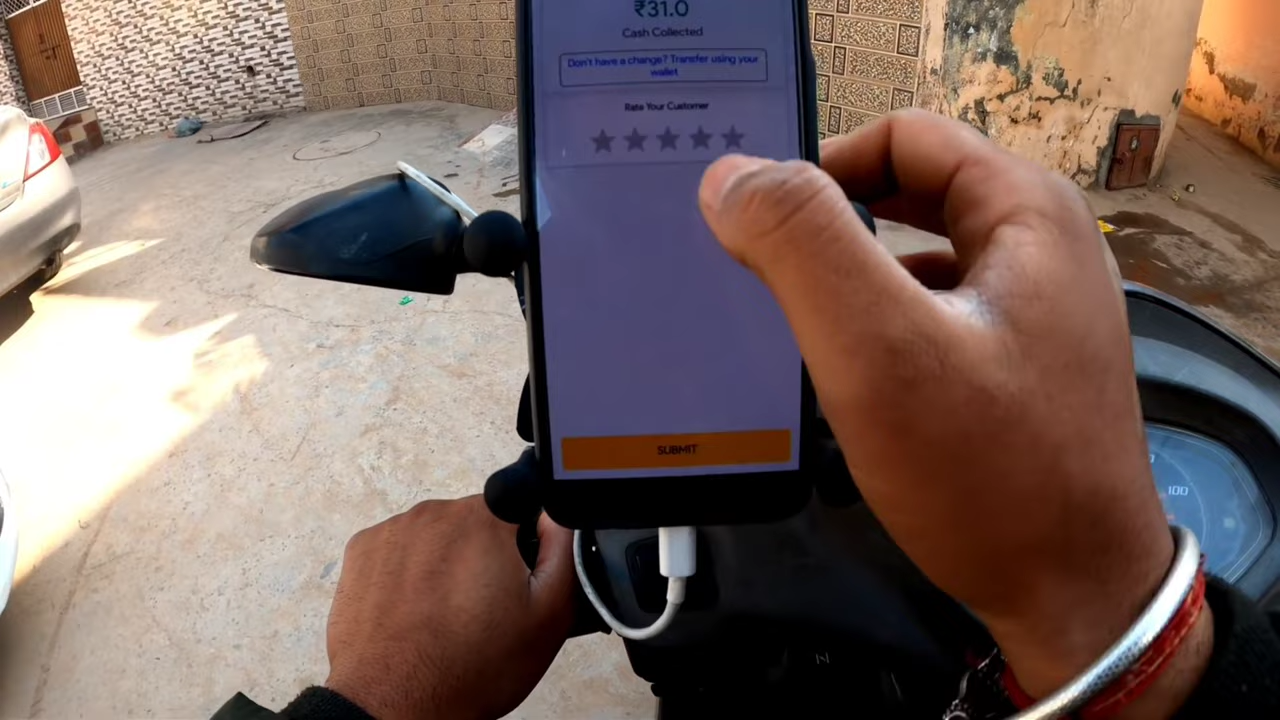 ₹31.0
Cash Collected
Don't have a change? Transfer using your
wallet
Rate Your Customer
SUBMIT
100